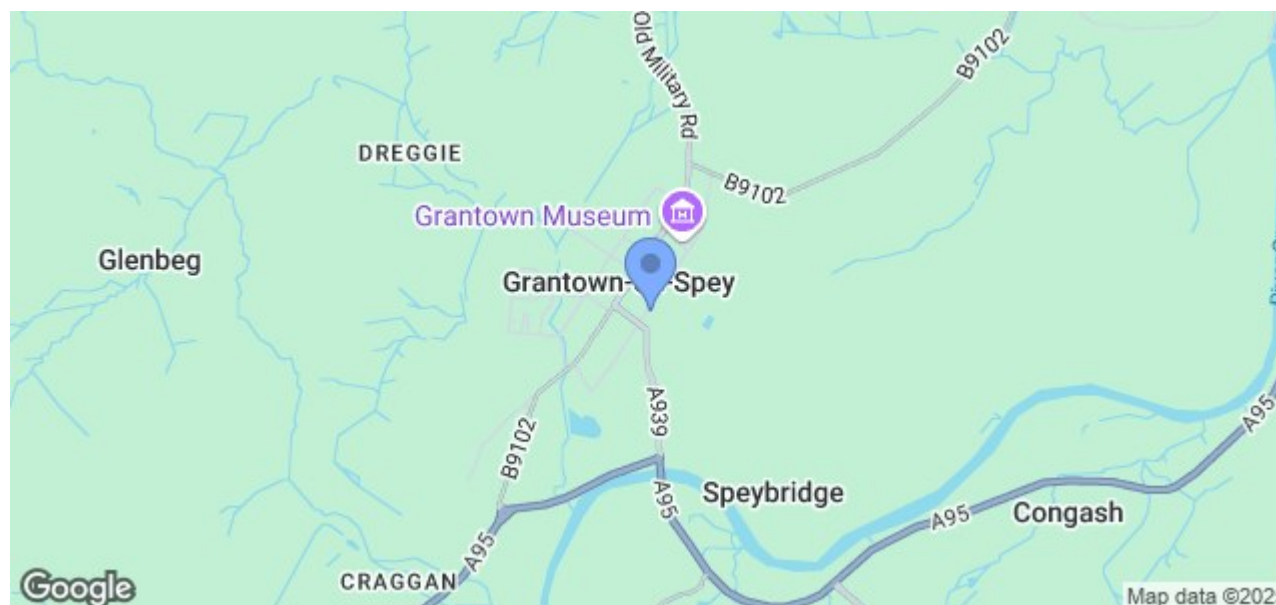 Old Military Rd
B9102
DREGGIE
B9102
Grantown Museum
Glenbeg
Grantown- -Spey
A939
B9102
A95
Speybridge
A95
A95
Congash
A95
CRAGGAN
Google
Map data ©202